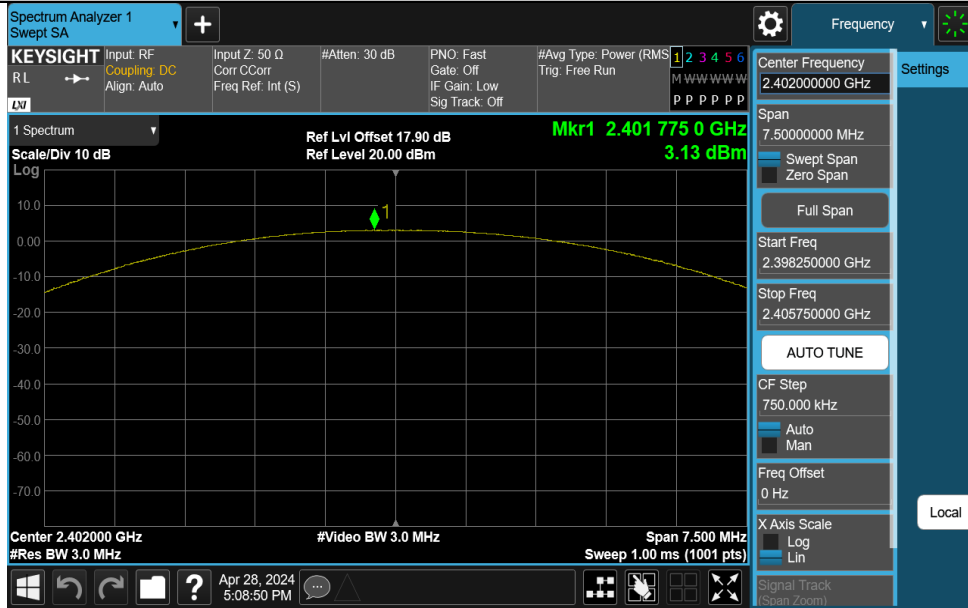 Spectrum Analyzer 1
Swept SA
+
Frequency
KEYSIGHT
RL
LXI
Input: RF
Coupling: DC
Align: Auto
Input Z: 50 Ω
Corr CCorr
Freq Ref: Int (S)
#Atten: 30 dB
PNO: Fast
Gate: Off
IF Gain: Low
Sig Track: Off
#Avg Type: Power (RMS
Trig: Free Run
1 2 3 4 5 6
M W W W W W
P P P P P P
1 Spectrum
Scale/Div 10 dB
Log
Ref Lvl Offset 17.90 dB
Ref Level 20.00 dBm
Mkr1 2.401 775 0 GHz
3.13 dBm
1
10.0
0.00
-10.0
-20.0
-30.0
-40.0
-50.0
-60.0
-70.0
Center 2.402000 GHz
#Res BW 3.0 MHz
#Video BW 3.0 MHz
Span 7.500 MHz
Sweep 1.00 ms (1001 pts)
Center Frequency
2.402000000 GHz
Settings
Span
7.50000000 MHz
Swept Span
Zero Span
Full Span
Start Freq
2.398250000 GHz
Stop Freq
2.405750000 GHz
AUTO TUNE
CF Step
750.000 kHz
Auto
Man
Freq Offset
0 Hz
Local
X Axis Scale
Log
Lin
Signal Track
(Span Zoom)
?
Apr 28, 2024
5:08:50 PM